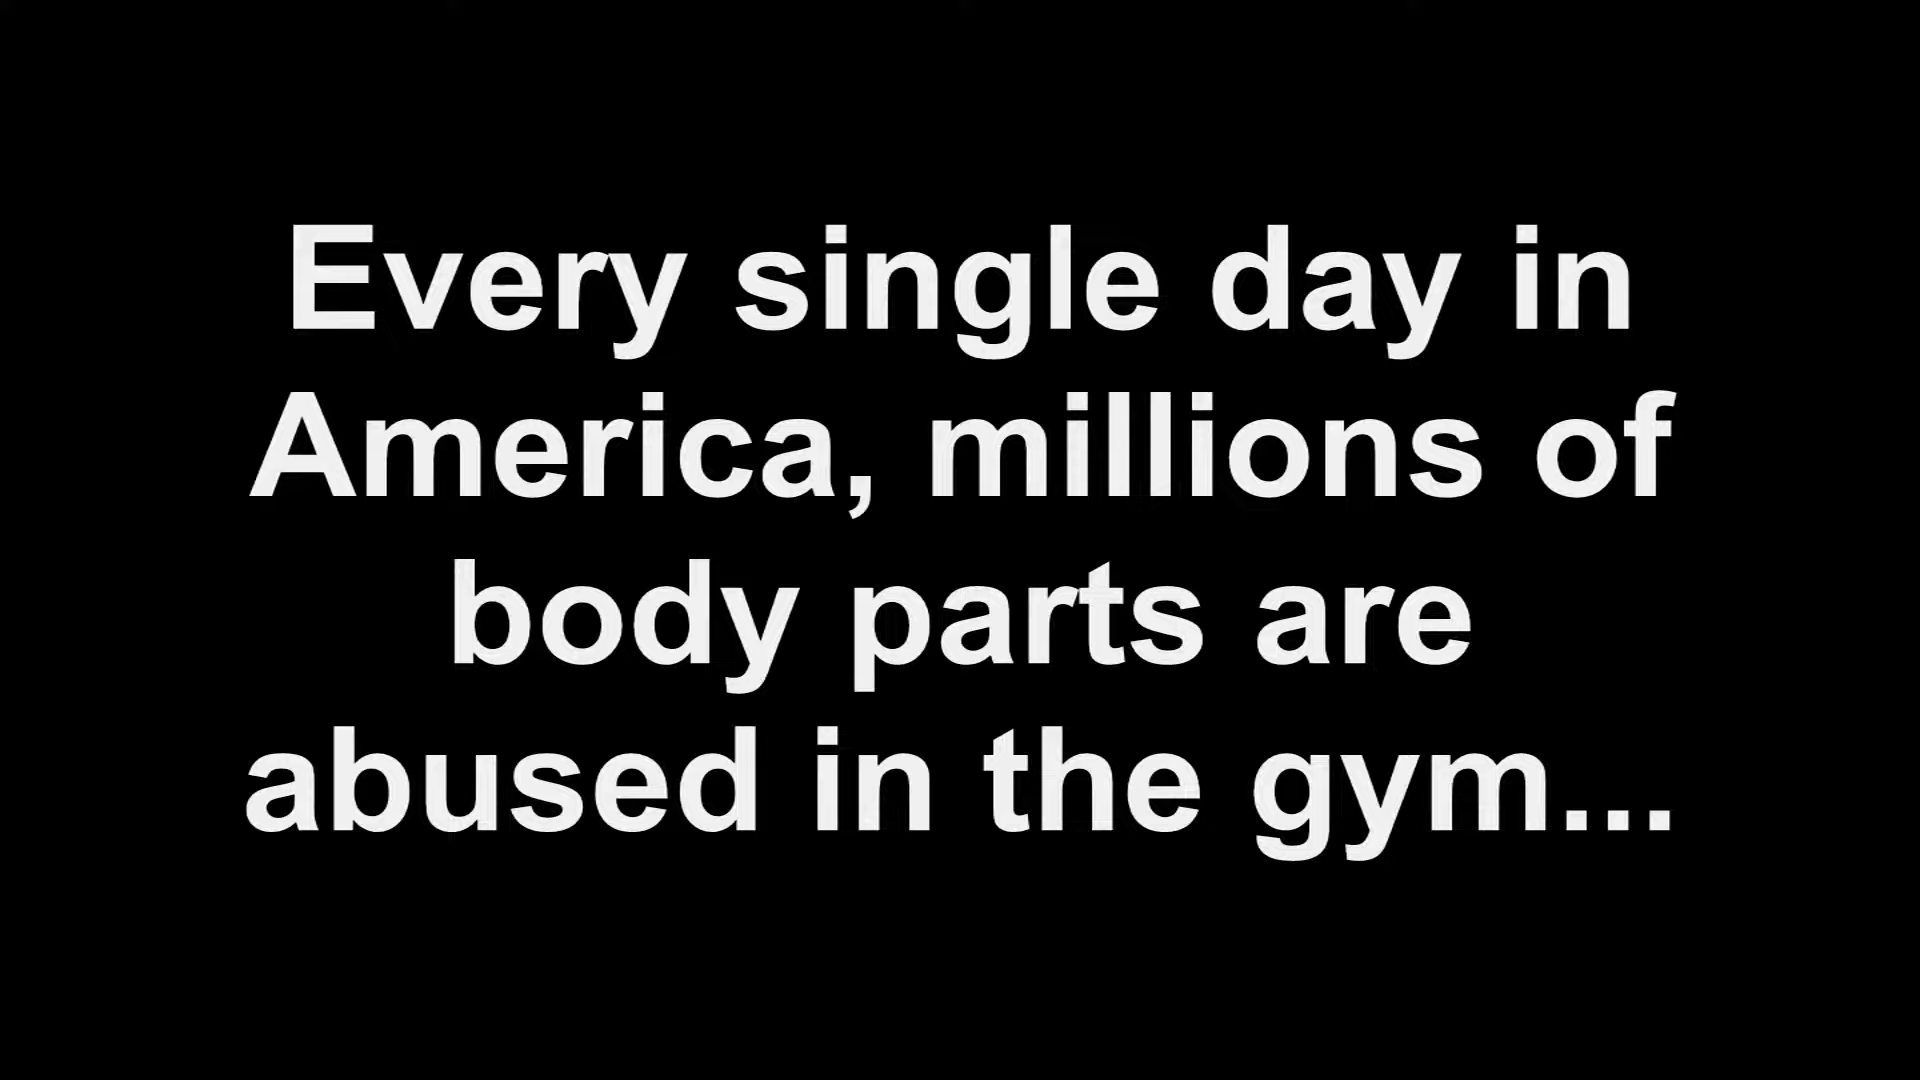 Every single day in
America, millions of
body parts are
abused in the gym...